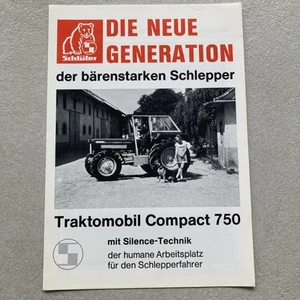 Schlüter
DIE NEUE
GENERATION
der bärenstarken Schlepper
Traktomobil Compact 750
mit Silence-Technik
der humane Arbeitsplatz
für den Schlepperfahrer